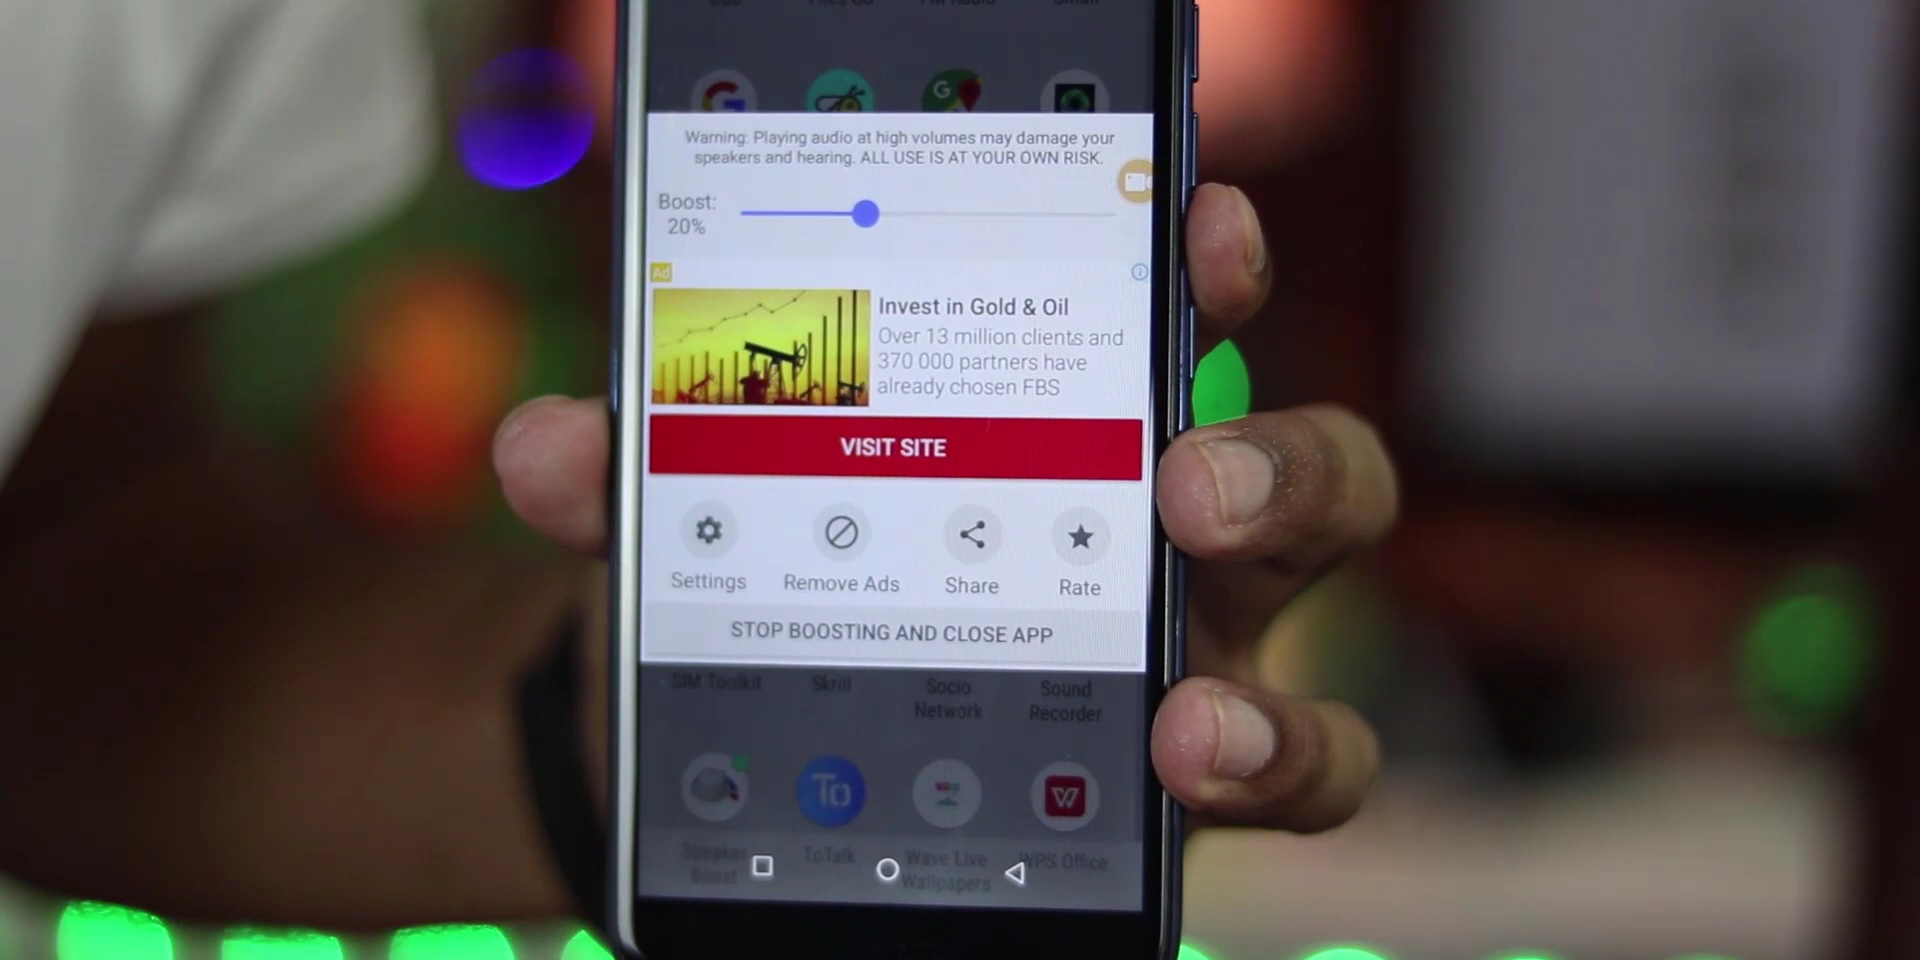 Warning: Playing audio at high volumes may damage your
speakers and hearing. ALL USE IS AT YOUR OWN RISK.
Boost:
20%
Ad
Invest in Gold & Oil
Over 13 million clients and
370 000 partners have
already chosen FBS
VISIT SITE
Settings
Remove Ads
Share
Rate
STOP BOOSTING AND CLOSE APP
SIM Toolkit
Skrill
Socio
Network
Sound
Recorder
To
W
Speaker
Boost
ToTalk
Wave Live
Wallpapers
WPS Office